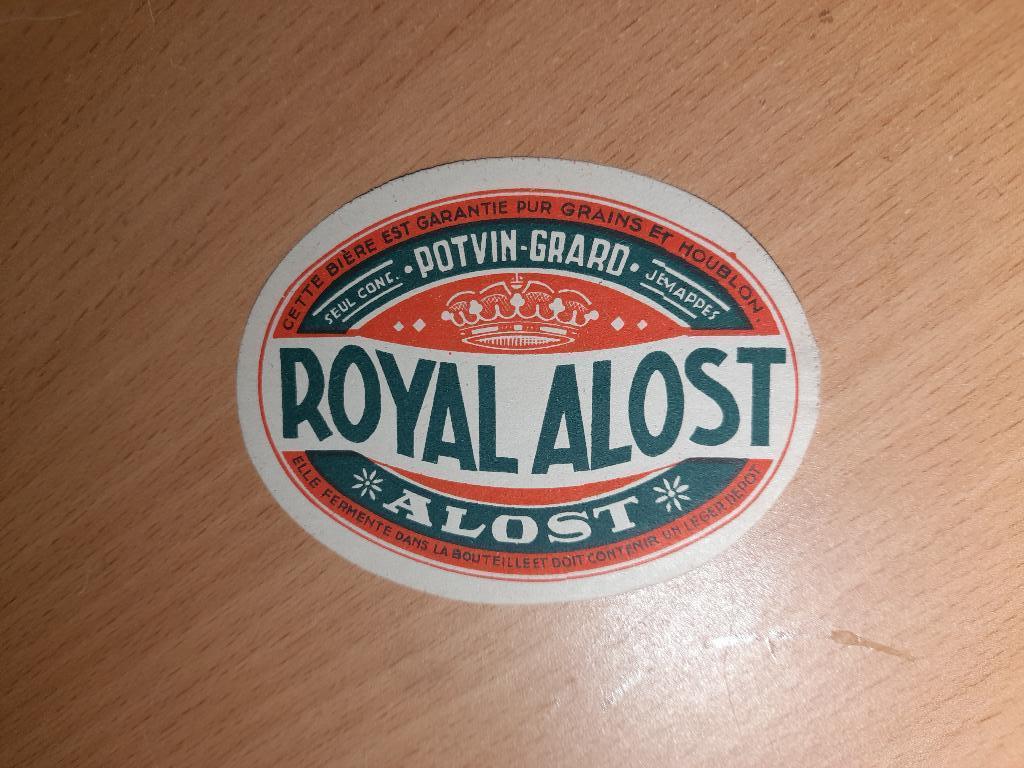 CETTE BIÈRE EST GARANTIE PUR GRAINS ET HOUBLON.
SEUL CONC. • POTVIN-GRARD • JEMAPPES
ROYAL ALOST
ALOST
ELLE FERMENTE DANS LA BOUTEILLE ET DOIT CONTENIR UN LÉGER DÉPÔT